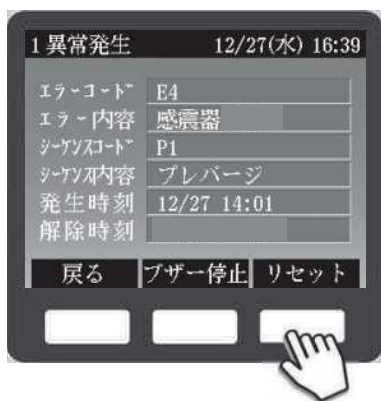 1 異常発生 12/27(水) 16:39
ｴﾗｰｺｰﾄﾞ E4
エラー内容 感震器
ｼｰｹﾝｽｺｰﾄﾞ P1
ｼｰｹﾝｽ内容 プレパージ
発生時刻 12/27 14:01
解除時刻
戻る ブザー停止 リセット